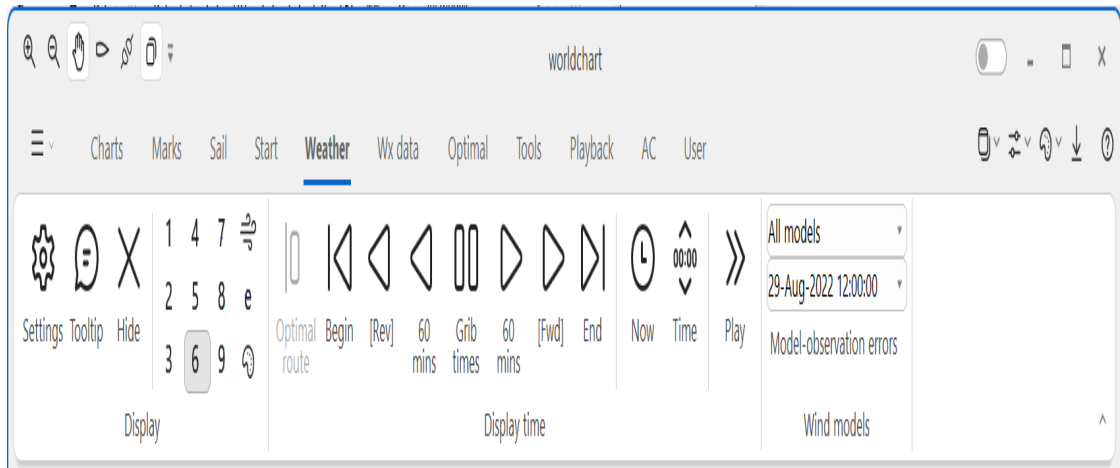 worldchart
Charts Marks Sail Start Weather Wx data Optimal Tools Playback AC User
1 4 7
2 5 8 e
3 6 9
Settings Tooltip Hide
Display
00:00
Optimal route Begin [Rev] 60 mins Grib times 60 mins [Fwd] End Now Time Play
Display time
All models
29-Aug-2022 12:00:00
Model-observation errors
Wind models